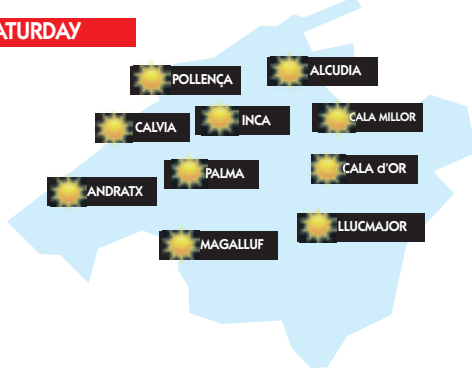 ATURDAY
POLLENÇA
ALCUDIA
CALVIA
INCA
CALA MILLOR
PALMA
CALA d'OR
ANDRATX
LLUCMAJOR
MAGALLUF